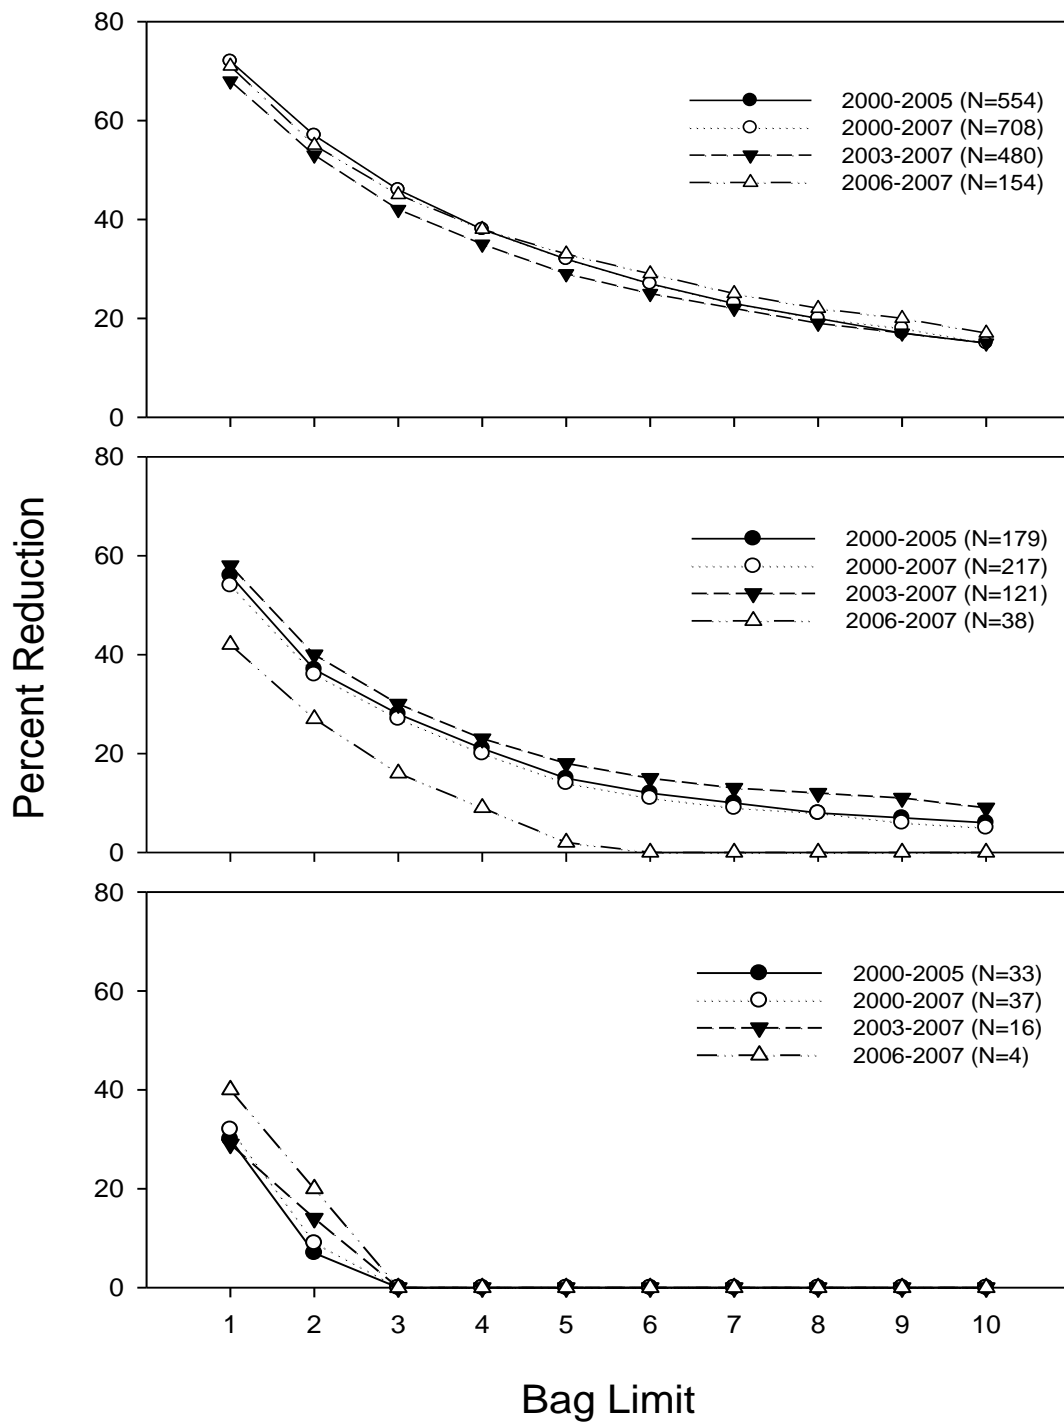 80
60
40
20
0
2000-2005 (N=554)
2000-2007 (N=708)
2003-2007 (N=480)
2006-2007 (N=154)
Percent Reduction
80
60
40
20
0
2000-2005 (N=179)
2000-2007 (N=217)
2003-2007 (N=121)
2006-2007 (N=38)
80
60
40
20
0
2000-2005 (N=33)
2000-2007 (N=37)
2003-2007 (N=16)
2006-2007 (N=4)
1 2 3 4 5 6 7 8 9 10
Bag Limit